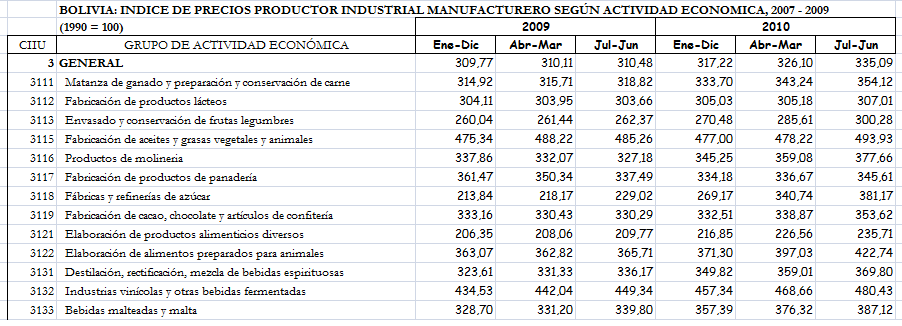 BOLIVIA: INDICE DE PRECIOS PRODUCTOR INDUSTRIAL MANUFACTURERO SEGÚN ACTIVIDAD ECONOMICA, 2007 - 2009
(1990 = 100) 2009 2010
CIIU GRUPO DE ACTIVIDAD ECONÓMICA Ene-Dic Abr-Mar Jul-Jun Ene-Dic Abr-Mar Jul-Jun
3 GENERAL 309,77 310,11 310,48 317,22 326,10 335,09
3111 Matanza de ganado y preparación y conservación de carne 314,92 315,71 318,82 333,70 343,24 354,12
3112 Fabricación de productos lácteos 304,11 303,95 303,66 305,03 305,18 307,01
3113 Envasado y conservación de frutas legumbres 260,04 261,44 262,37 270,48 285,61 300,28
3115 Fabricación de aceites y grasas vegetales y animales 475,34 488,22 485,26 477,00 478,22 493,93
3116 Productos de molineria 337,86 332,07 327,18 345,25 359,08 377,66
3117 Fabricación de productos de panadería 361,47 350,34 337,49 334,18 336,67 345,61
3118 Fábricas y refinerías de azúcar 213,84 218,17 229,02 269,17 340,74 381,17
3119 Fabricación de cacao, chocolate y artículos de confitería 333,16 330,43 330,29 332,51 338,87 353,62
3121 Elaboración de productos alimenticios diversos 206,35 208,06 209,77 216,85 226,56 235,71
3122 Elaboración de alimentos preparados para animales 363,07 362,82 365,71 371,30 397,03 422,74
3131 Destilación, rectificación, mezcla de bebidas espirituosas 323,61 331,33 336,17 349,82 359,01 369,80
3132 Industrias vinícolas y otras bebidas fermentadas 434,53 442,04 449,34 457,34 468,66 480,43
3133 Bebidas malteadas y malta 328,70 331,20 339,80 357,39 376,32 387,12